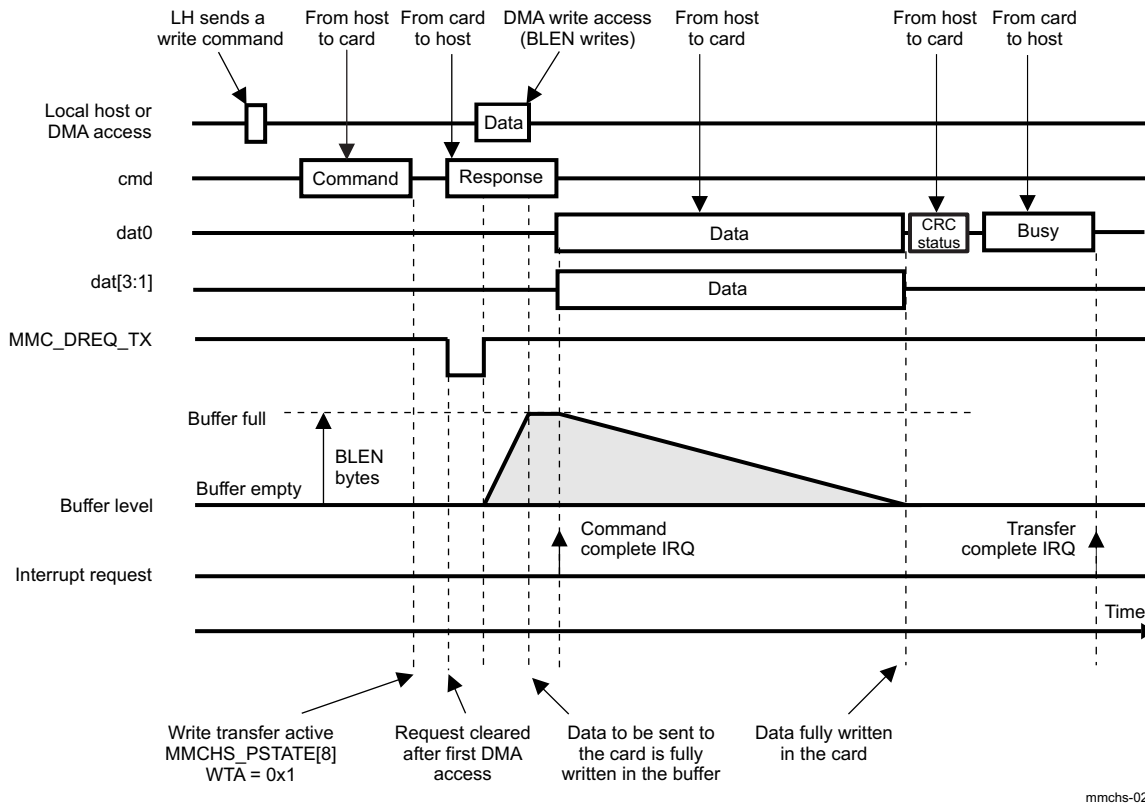 LH sends a
write command
From host
to card
From card
to host
DMA write access
(BLEN writes)
From host
to card
From host
to card
From card
to host
Local host or
DMA access
Data
cmd
Command
Response
dat0
Data
CRC
status
Busy
dat[3:1]
Data
MMC_DREQ_TX
Buffer full
BLEN
bytes
Buffer empty
Buffer level
Command
complete IRQ
Transfer
complete IRQ
Interrupt request
Time
Write transfer active
MMCHS_PSTATE[8]
WTA = 0x1
Request cleared
after first DMA
access
Data to be sent to
the card is fully
written in the buffer
Data fully written
in the card
mmchs-02